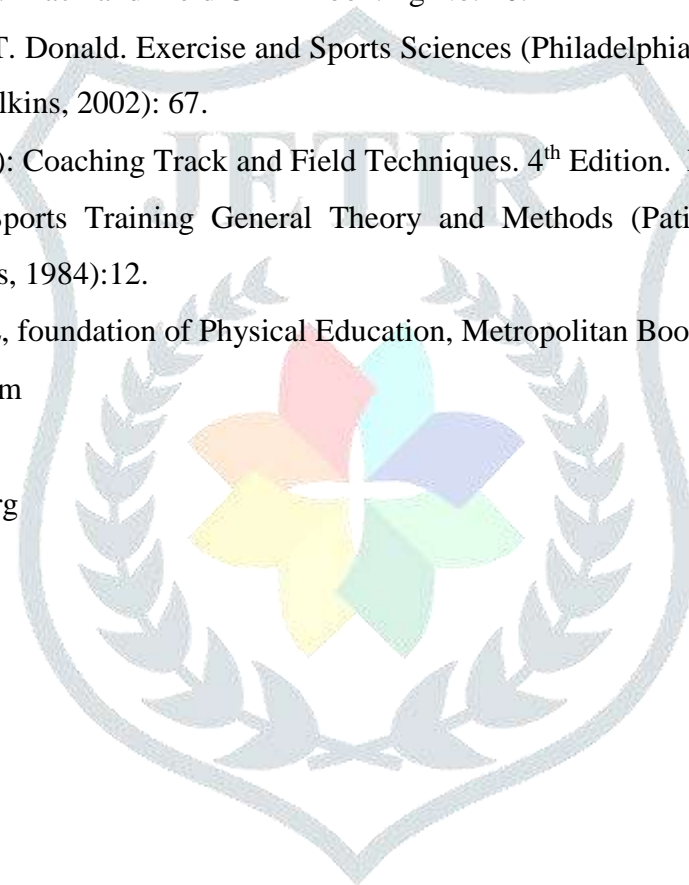 T. Donald. Exercise and Sports Sciences (Philadelphia
lkins, 2002): 67.
JETIR
): Coaching Track and Field Techniques. 4th Edition.
Sports Training General Theory and Methods (Pati
s, 1984):12.
, foundation of Physical Education, Metropolitan Boo
m
rg